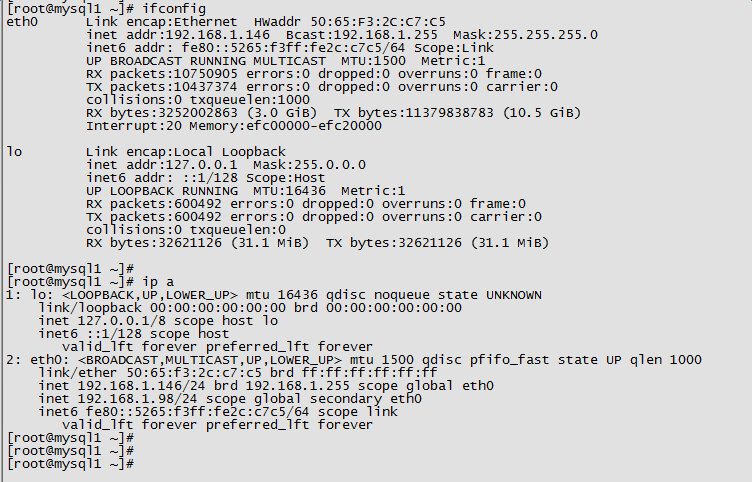 [root@mysql1 ~]# ifconfig
eth0      Link encap:Ethernet  HWaddr 50:65:F3:2C:C7:C5
          inet addr:192.168.1.146  Bcast:192.168.1.255  Mask:255.255.255.0
          inet6 addr: fe80::5265:f3ff:fe2c:c7c5/64 Scope:Link
          UP BROADCAST RUNNING MULTICAST  MTU:1500  Metric:1
          RX packets:10750905 errors:0 dropped:0 overruns:0 frame:0
          TX packets:10437374 errors:0 dropped:0 overruns:0 carrier:0
          collisions:0 txqueuelen:1000
          RX bytes:3252002863 (3.0 GiB)  TX bytes:11379838783 (10.5 GiB)
          Interrupt:20 Memory:efc00000-efc20000

lo        Link encap:Local Loopback
          inet addr:127.0.0.1  Mask:255.0.0.0
          inet6 addr: ::1/128 Scope:Host
          UP LOOPBACK RUNNING  MTU:16436  Metric:1
          RX packets:600492 errors:0 dropped:0 overruns:0 frame:0
          TX packets:600492 errors:0 dropped:0 overruns:0 carrier:0
          collisions:0 txqueuelen:0
          RX bytes:32621126 (31.1 MiB)  TX bytes:32621126 (31.1 MiB)

[root@mysql1 ~]#
[root@mysql1 ~]# ip a
1: lo: <LOOPBACK,UP,LOWER_UP> mtu 16436 qdisc noqueue state UNKNOWN
    link/loopback 00:00:00:00:00:00 brd 00:00:00:00:00:00
    inet 127.0.0.1/8 scope host lo
    inet6 ::1/128 scope host
       valid_lft forever preferred_lft forever
2: eth0: <BROADCAST,MULTICAST,UP,LOWER_UP> mtu 1500 qdisc pfifo_fast state UP qlen 1000
    link/ether 50:65:f3:2c:c7:c5 brd ff:ff:ff:ff:ff:ff
    inet 192.168.1.146/24 brd 192.168.1.255 scope global eth0
    inet 192.168.1.98/24 scope global secondary eth0
    inet6 fe80::5265:f3ff:fe2c:c7c5/64 scope link
       valid_lft forever preferred_lft forever
[root@mysql1 ~]#
[root@mysql1 ~]#
[root@mysql1 ~]#